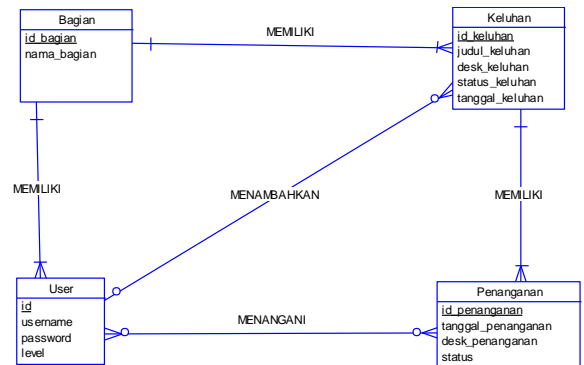 Bagian
id_bagian
nama_bagian
MEMILIKI
Keluhan
id_keluhan
judul_keluhan
desk_keluhan
status_keluhan
tanggal_keluhan
MEMILIKI
MENAMBAHKAN
MEMILIKI
User
id
username
password
level
MENANGANI
Penanganan
id_penanganan
tanggal_penanganan
desk_penanganan
status